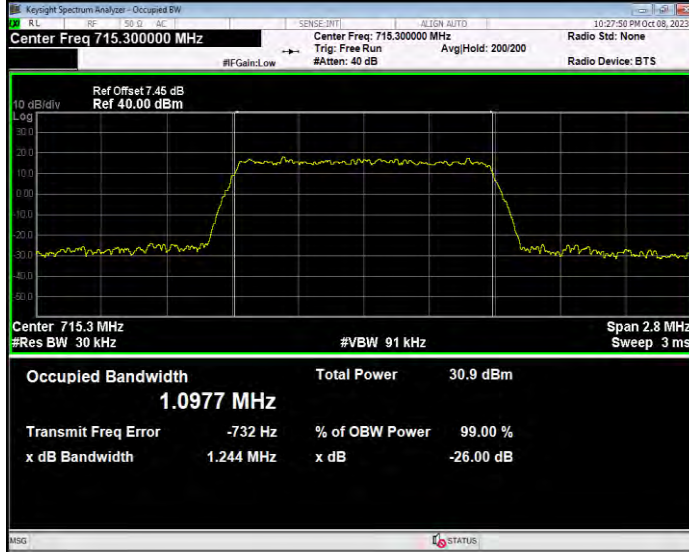 Keysight Spectrum Analyzer - Occupied BW
RL RF 50 Ω AC SENSE:INT ALIGN AUTO 10:27:50 PM Oct 08, 2023
Center Freq 715.300000 MHz
Center Freq: 715.300000 MHz
Radio Std: None
Trig: Free Run Avg|Hold: 200/200
#IFGain:Low #Atten: 40 dB Radio Device: BTS
Ref Offset 7.45 dB
10 dB/div Ref 40.00 dBm
Log
30.0
20.0
10.0
0.00
-10.0
-20.0
-30.0
-40.0
-50.0
Center 715.3 MHz Span 2.8 MHz
#Res BW 30 kHz #VBW 91 kHz Sweep 3 ms
Occupied Bandwidth Total Power 30.9 dBm
1.0977 MHz
Transmit Freq Error -732 Hz % of OBW Power 99.00 %
x dB Bandwidth 1.244 MHz x dB -26.00 dB
MSG STATUS